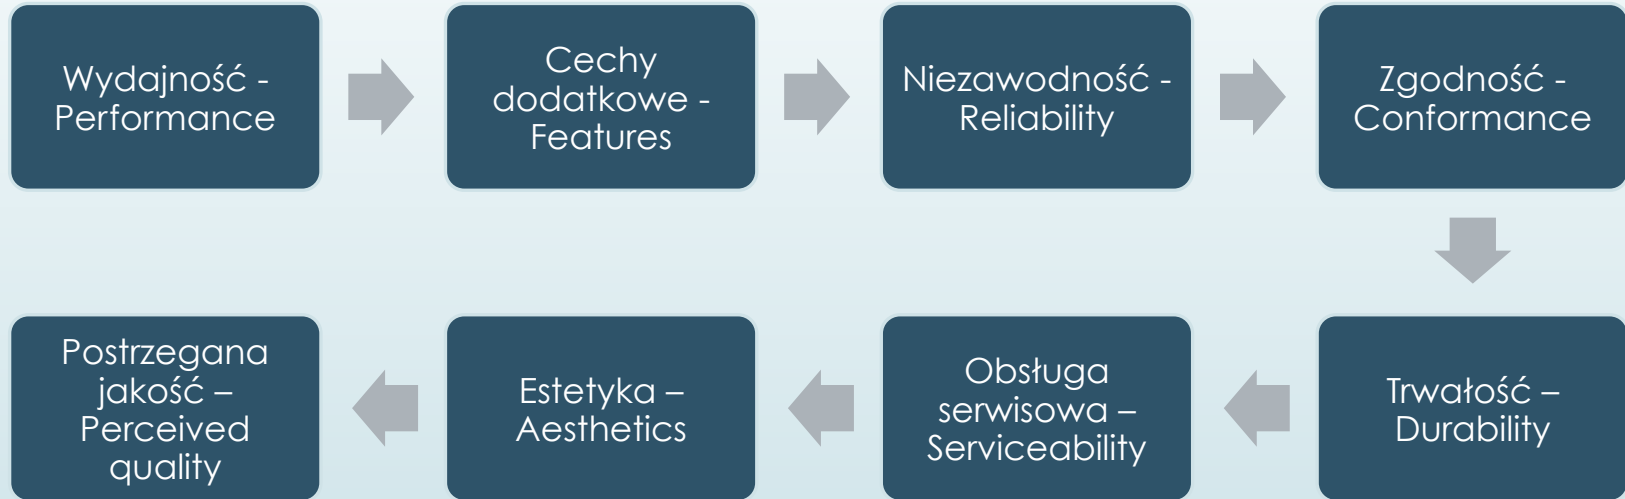 Wydajność -
Performance
Cechy
dodatkowe -
Features
Niezawodność -
Reliability
Zgodność -
Conformance
Trwałość –
Durability
Obsługa
serwisowa –
Serviceability
Estetyka –
Aesthetics
Postrzegana
jakość –
Perceived
quality